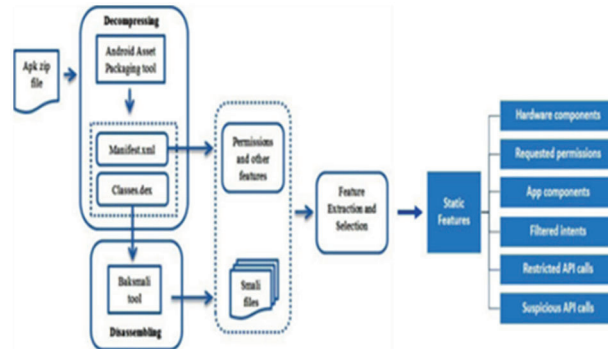 Decompressing
Apk zip
file
Android Asset
Packaging tool
Manifest.xml
Classes.dex
Baksmali
tool
Disassembling
Permissions
and other
features
Smali
files
Feature
Extraction and
Selection
Static
Features
Hardware components
Requested permissions
App components
Filtered intents
Restricted API calls
Suspicious API calls